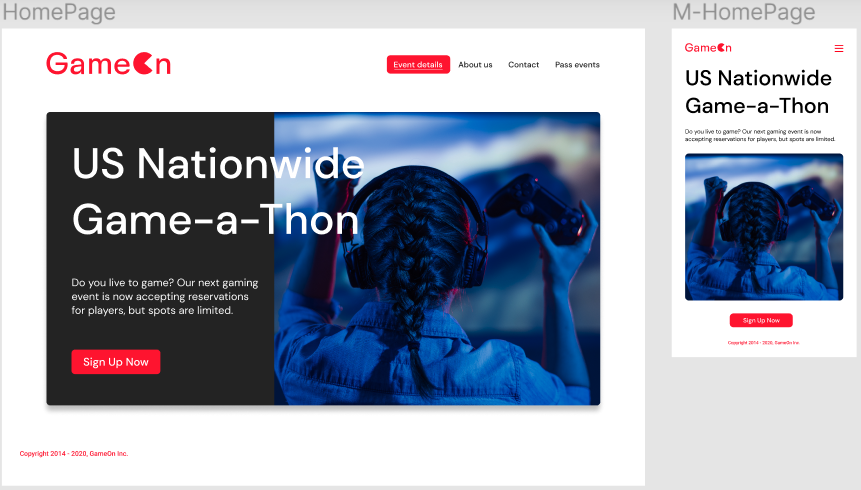 HomePage
GameOn
Event details
About us
Contact
Pass events
US Nationwide
Game-a-Thon
Do you live to game? Our next gaming
event is now accepting reservations
for players, but spots are limited.
Sign Up Now
Copyright 2014 - 2020, GameOn Inc.
M-HomePage
GameOn
US Nationwide
Game-a-Thon
Do you live to game? Our next gaming event is now
accepting reservations for players, but spots are limited.
Sign Up Now
Copyright 2014 - 2020, GameOn Inc.